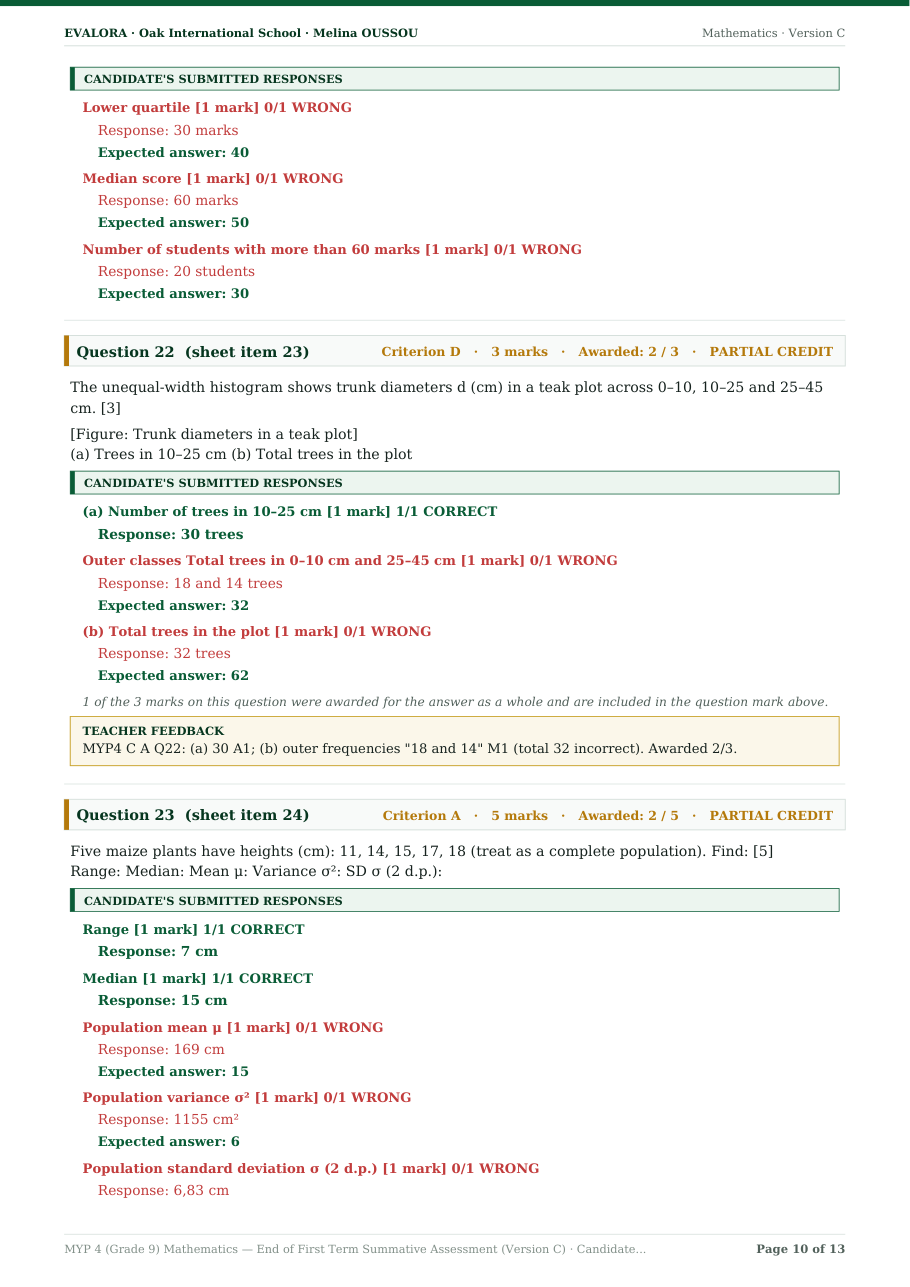 EVALORA · Oak International School · Melina OUSSOU
Mathematics · Version C
CANDIDATE'S SUBMITTED RESPONSES
Lower quartile [1 mark] 0/1 WRONG
Response: 30 marks
Expected answer: 40
Median score [1 mark] 0/1 WRONG
Response: 60 marks
Expected answer: 50
Number of students with more than 60 marks [1 mark] 0/1 WRONG
Response: 20 students
Expected answer: 30
Question 22 (sheet item 23)
Criterion D · 3 marks · Awarded: 2 / 3 · PARTIAL CREDIT
The unequal-width histogram shows trunk diameters d (cm) in a teak plot across 0–10, 10–25 and 25–45
cm. [3]
[Figure: Trunk diameters in a teak plot]
(a) Trees in 10–25 cm (b) Total trees in the plot
CANDIDATE'S SUBMITTED RESPONSES
(a) Number of trees in 10–25 cm [1 mark] 1/1 CORRECT
Response: 30 trees
Outer classes Total trees in 0–10 cm and 25–45 cm [1 mark] 0/1 WRONG
Response: 18 and 14 trees
Expected answer: 32
(b) Total trees in the plot [1 mark] 0/1 WRONG
Response: 32 trees
Expected answer: 62
1 of the 3 marks on this question were awarded for the answer as a whole and are included in the question mark above.
TEACHER FEEDBACK
MYP4 C A Q22: (a) 30 A1; (b) outer frequencies "18 and 14" M1 (total 32 incorrect). Awarded 2/3.
Question 23 (sheet item 24)
Criterion A · 5 marks · Awarded: 2 / 5 · PARTIAL CREDIT
Five maize plants have heights (cm): 11, 14, 15, 17, 18 (treat as a complete population). Find: [5]
Range: Median: Mean μ: Variance σ²: SD σ (2 d.p.):
CANDIDATE'S SUBMITTED RESPONSES
Range [1 mark] 1/1 CORRECT
Response: 7 cm
Median [1 mark] 1/1 CORRECT
Response: 15 cm
Population mean μ [1 mark] 0/1 WRONG
Response: 169 cm
Expected answer: 15
Population variance σ² [1 mark] 0/1 WRONG
Response: 1155 cm²
Expected answer: 6
Population standard deviation σ (2 d.p.) [1 mark] 0/1 WRONG
Response: 6,83 cm
MYP 4 (Grade 9) Mathematics — End of First Term Summative Assessment (Version C) · Candidate...
Page 10 of 13